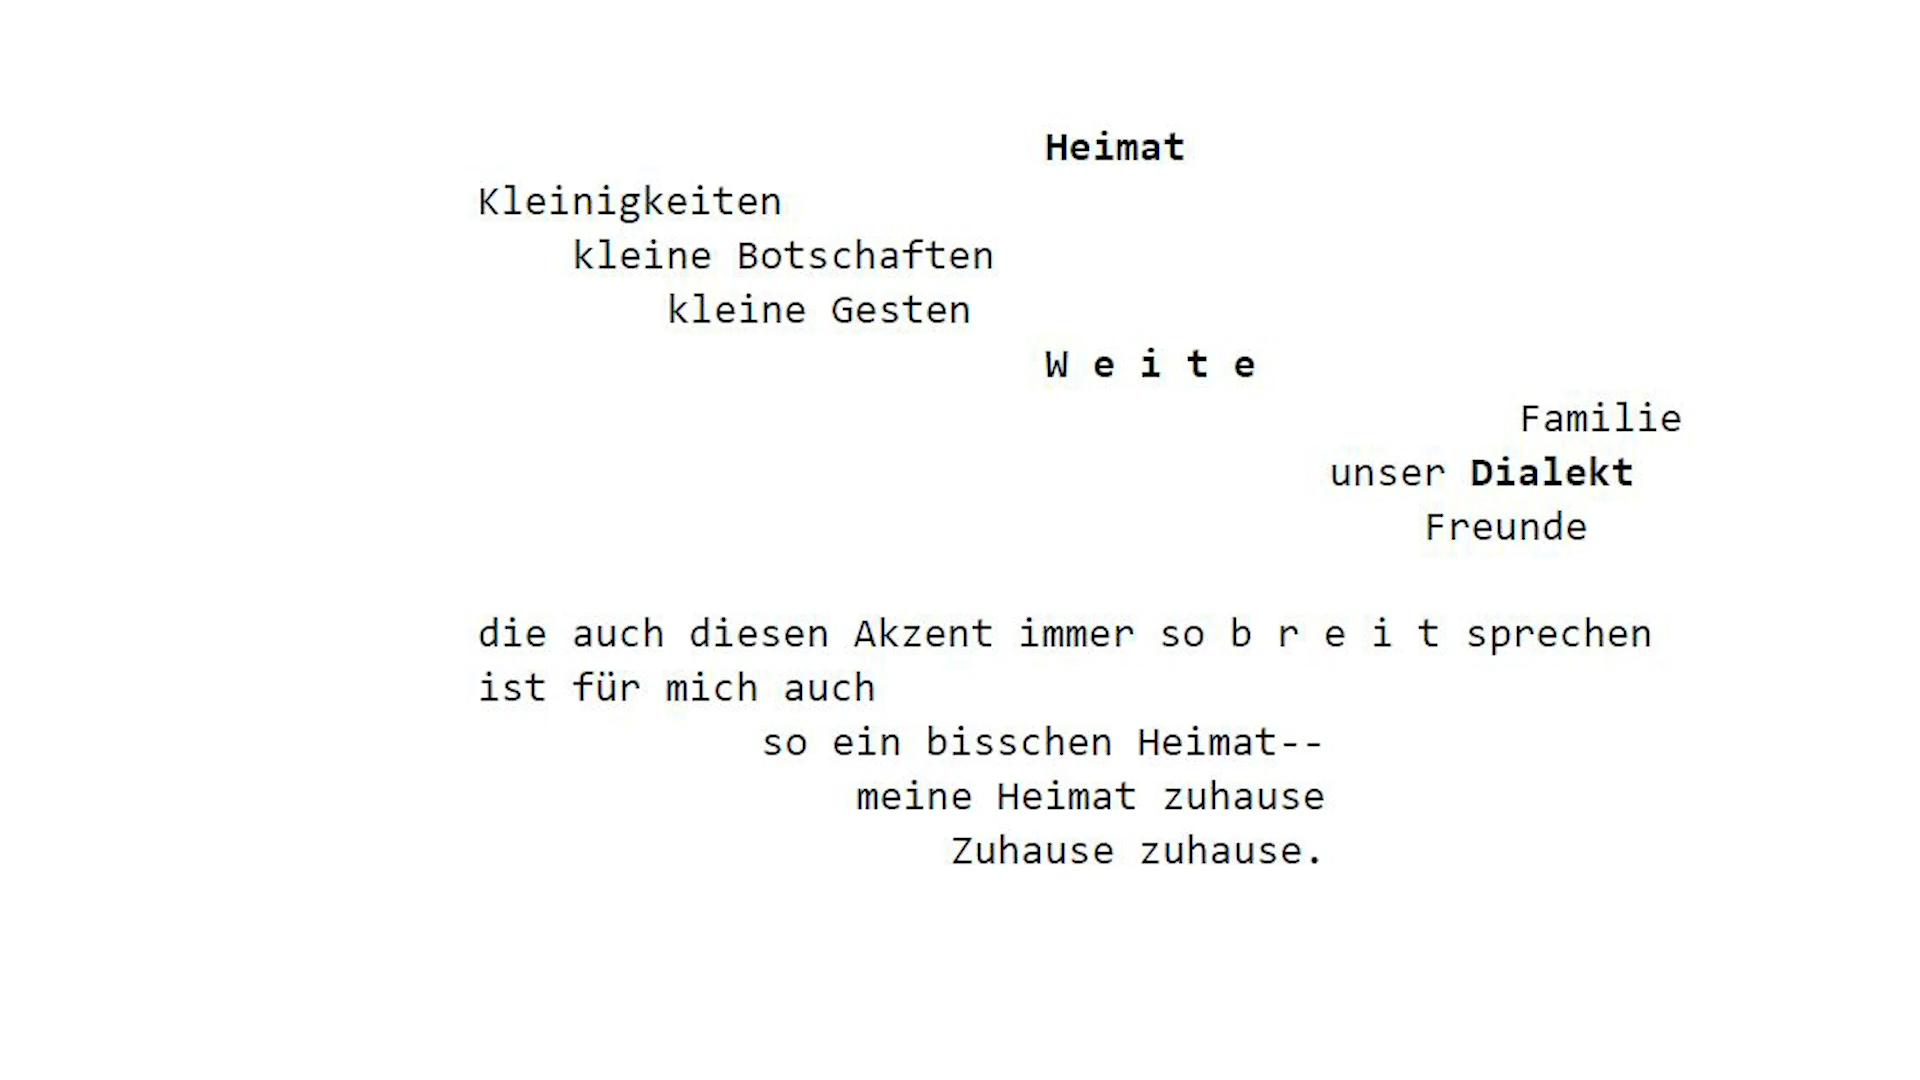 Heimat
Kleinigkeiten
kleine Botschaften
kleine Gesten
W e i t e
Familie
unser Dialekt
Freunde
die auch diesen Akzent immer so b r e i t sprechen
ist für mich auch
so ein bisschen Heimat--
meine Heimat zuhause
Zuhause zuhause.